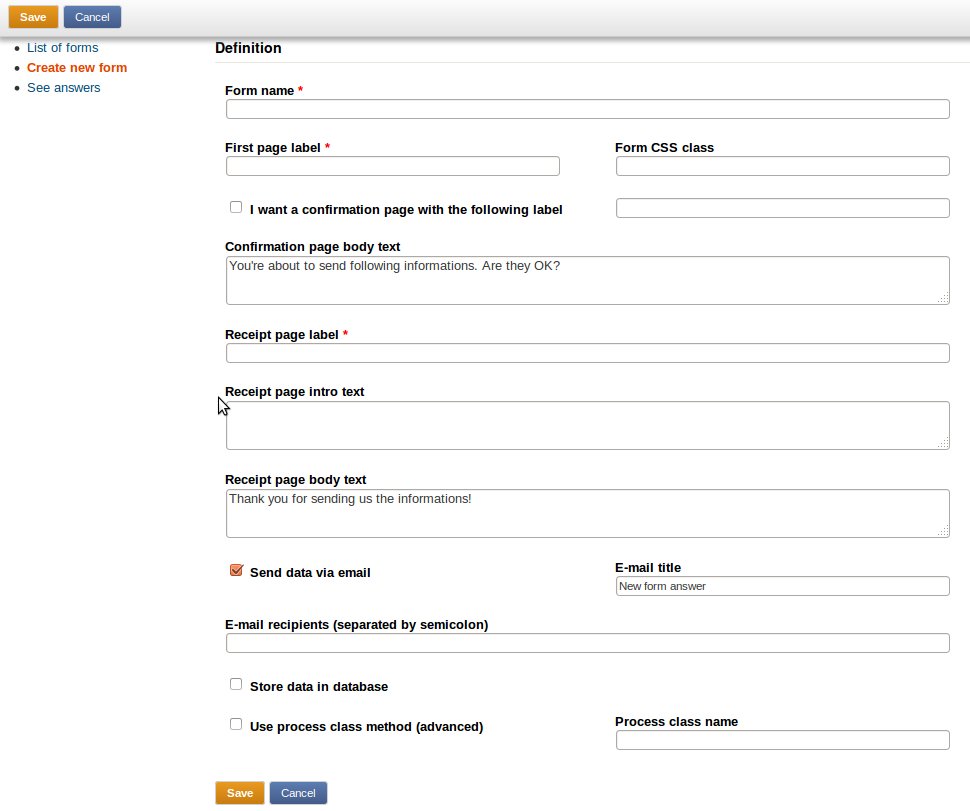 Save Cancel
List of forms
Create new form
See answers
Definition
Form name *
First page label * Form CSS class
I want a confirmation page with the following label
Confirmation page body text
You're about to send following informations. Are they OK?
Receipt page label *
Receipt page intro text
Receipt page body text
Thank you for sending us the informations!
Send data via email E-mail title
New form answer
E-mail recipients (separated by semicolon)
Store data in database
Use process class method (advanced) Process class name
Save Cancel